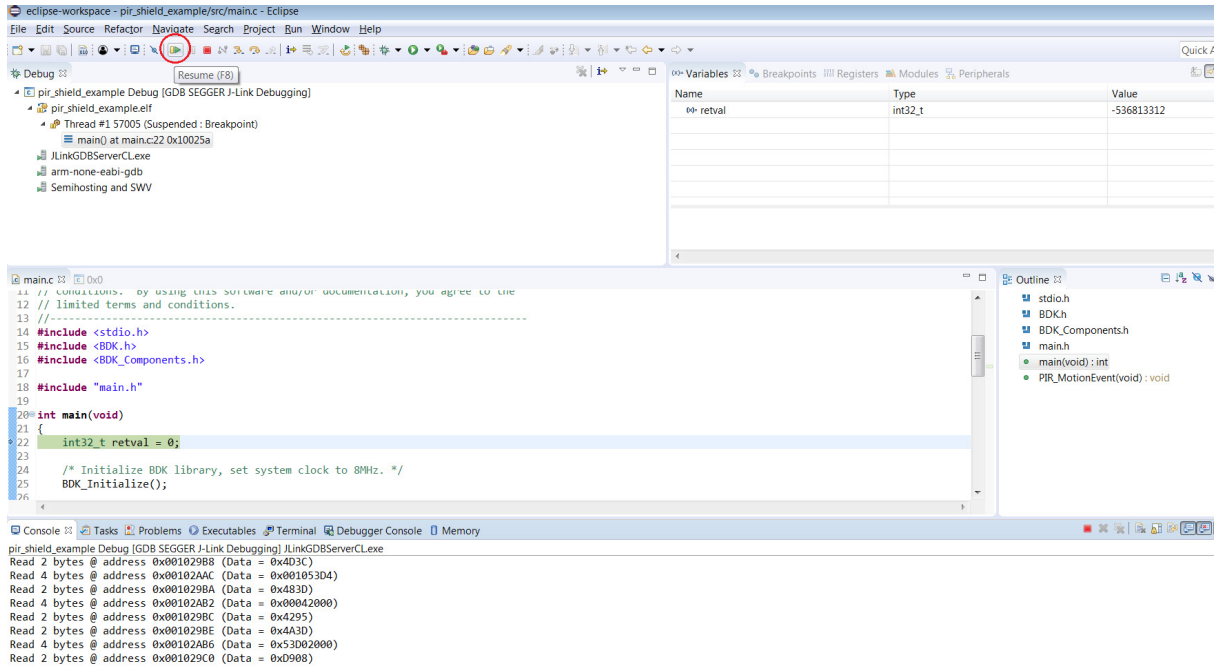 eclipse-workspace - pir_shield_example/src/main.c - Eclipse
File Edit Source Refactor Navigate Search Project Run Window Help
Quick A
Debug
Resume (F8)
pir_shield_example Debug [GDB SEGGER J-Link Debugging]
pir_shield_example.elf
Thread #1 57005 (Suspended : Breakpoint)
main() at main.c:22 0x10025a
JLinkGDBServerCL.exe
arm-none-eabi-gdb
Semihosting and SWV
Variables Breakpoints Registers Modules Peripherals
Name Type Value
retval int32_t -536813312
main.c 0x0
11 // conditions. By using this software and/or documentation, you agree to the
12 // limited terms and conditions.
13 //-----------------------------------------------------------------------------
14 #include <stdio.h>
15 #include <BDK.h>
16 #include <BDK_Components.h>
17
18 #include "main.h"
19
20 int main(void)
21 {
22 int32_t retval = 0;
23
24 /* Initialize BDK library, set system clock to 8MHz. */
25 BDK_Initialize();
26
Outline
stdio.h
BDK.h
BDK_Components.h
main.h
main(void) : int
PIR_MotionEvent(void) : void
Console Tasks Problems Executables Terminal Debugger Console Memory
pir_shield_example Debug [GDB SEGGER J-Link Debugging] JLinkGDBServerCL.exe
Read 2 bytes @ address 0x001029B8 (Data = 0x4D3C)
Read 4 bytes @ address 0x00102AAC (Data = 0x001053D4)
Read 2 bytes @ address 0x001029BA (Data = 0x483D)
Read 4 bytes @ address 0x00102AB2 (Data = 0x00042000)
Read 2 bytes @ address 0x001029BC (Data = 0x4295)
Read 2 bytes @ address 0x001029BE (Data = 0x4A3D)
Read 4 bytes @ address 0x00102AB6 (Data = 0x53D02000)
Read 2 bytes @ address 0x001029C0 (Data = 0xD908)